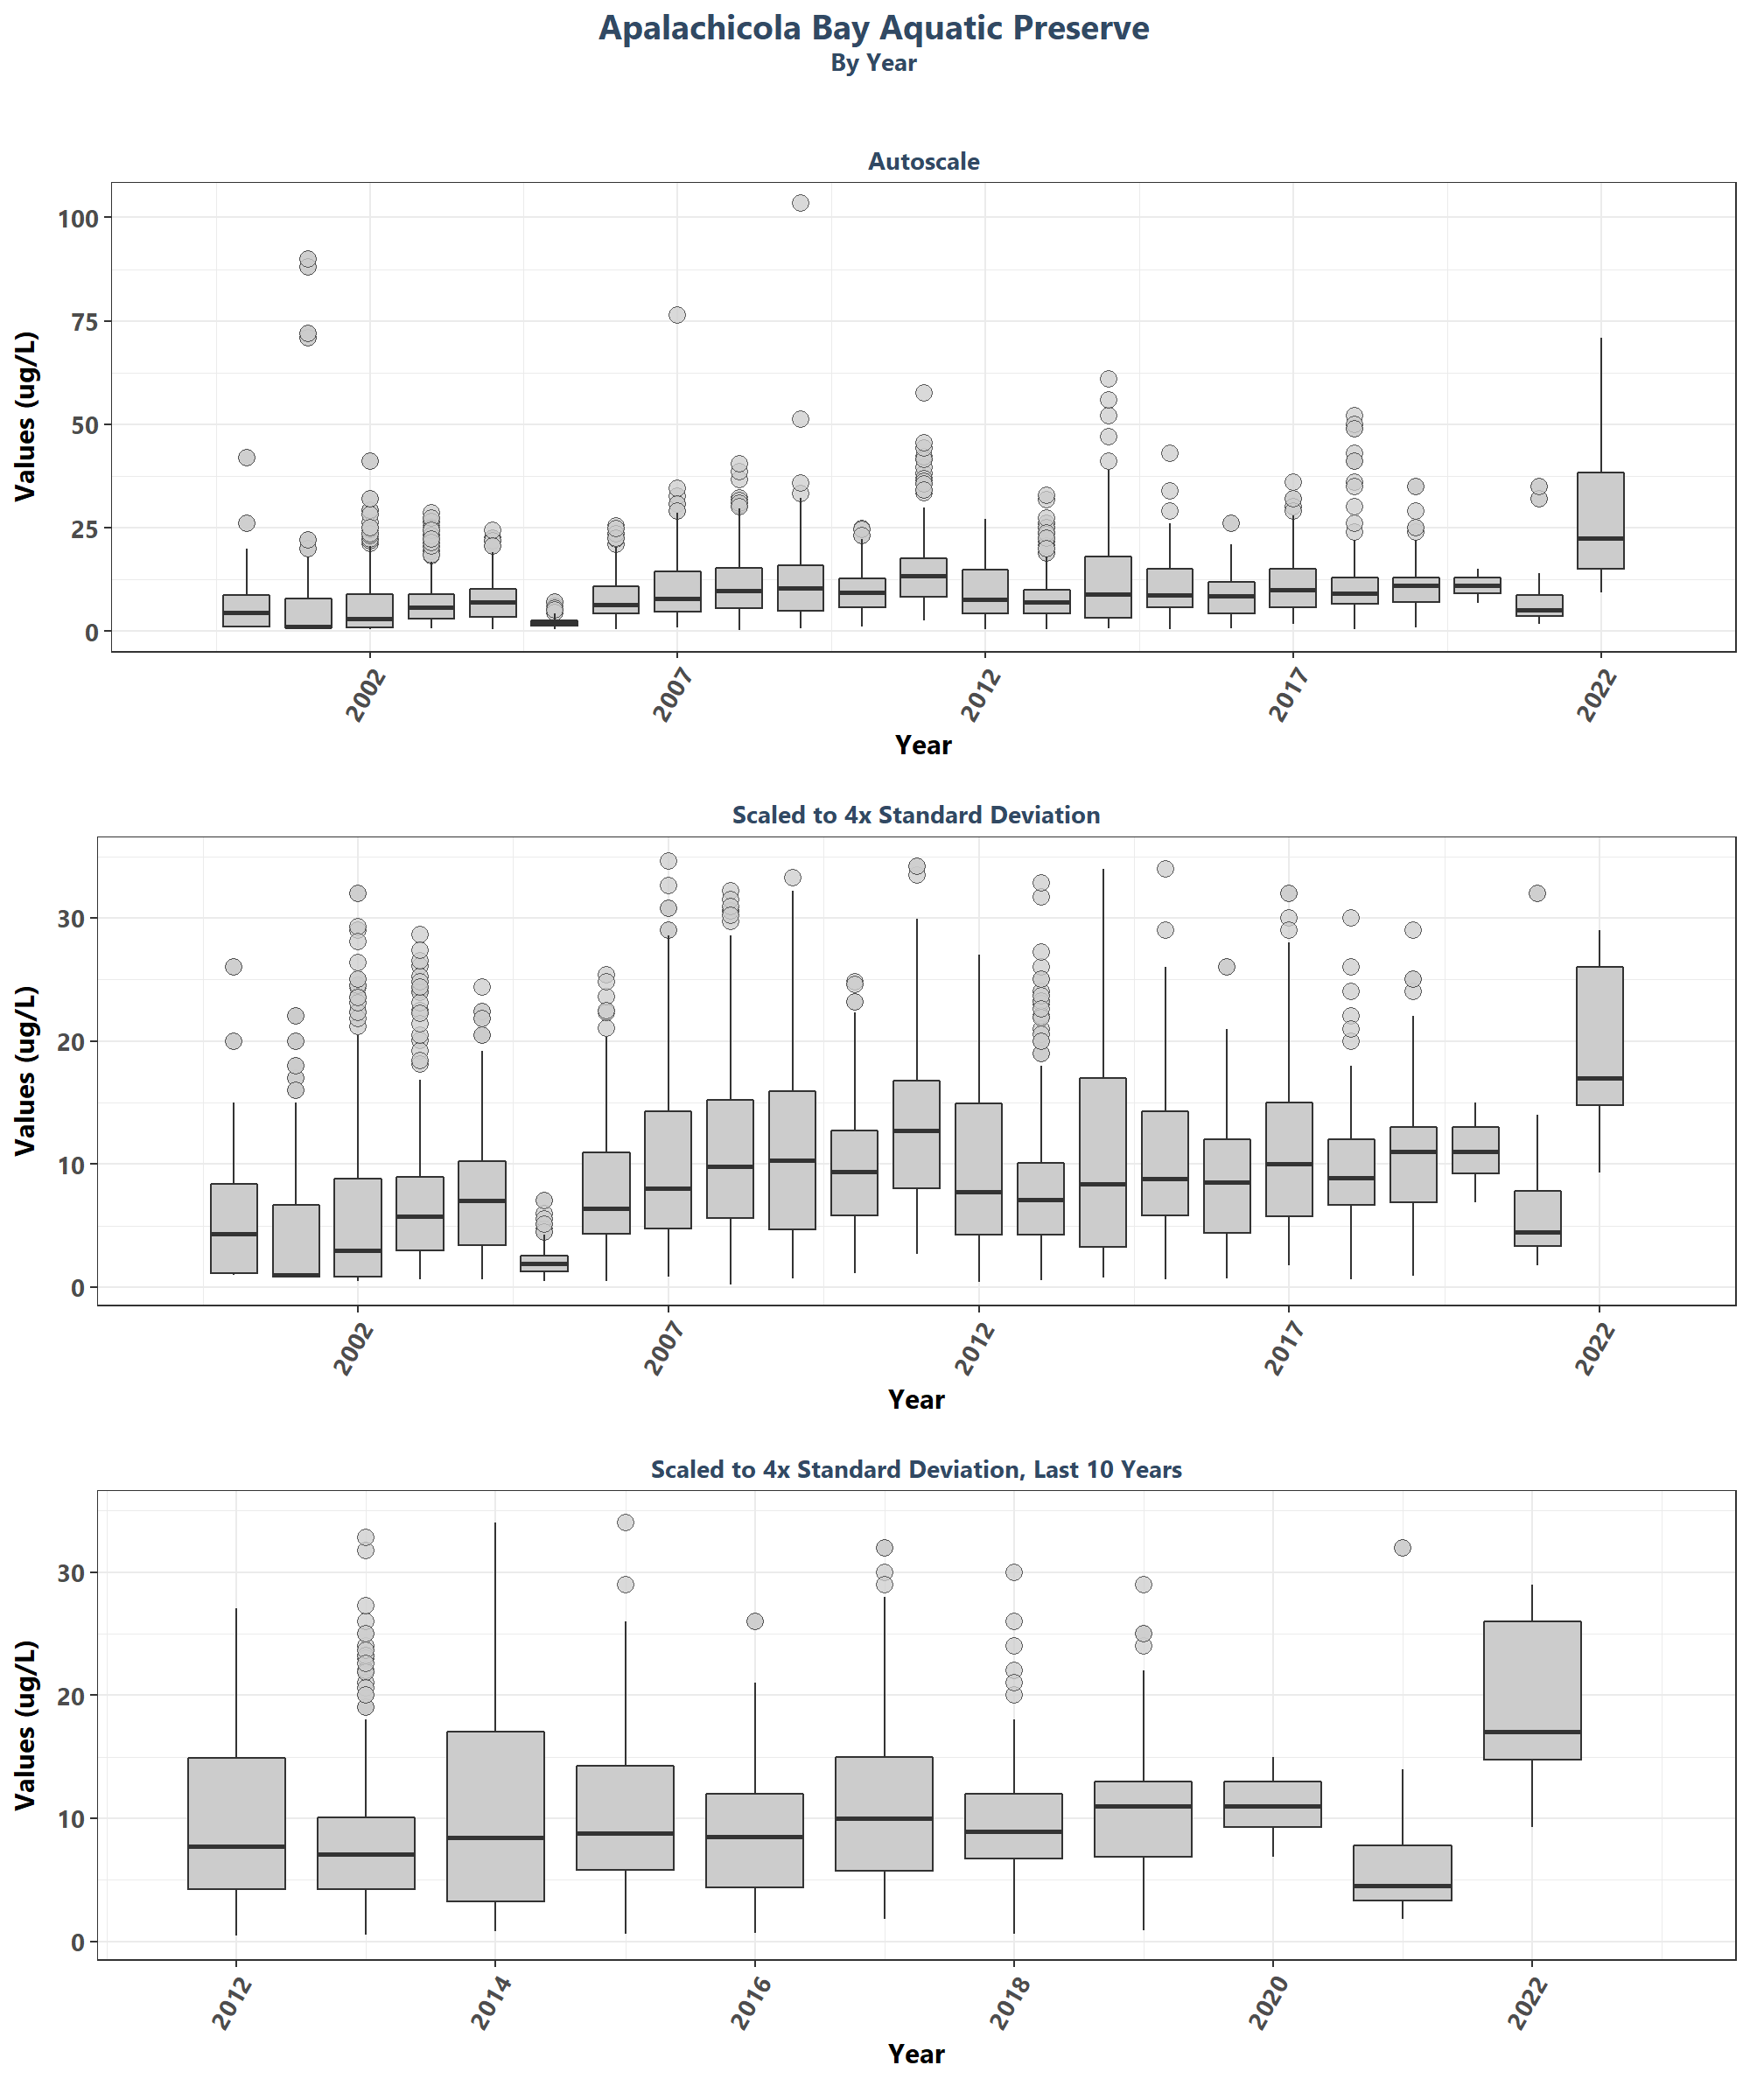 Apalachicola Bay Aquatic Preserve
By Year
Autoscale
Values (ug/L)
100
75
50
25
0
2002
2007
2012
2017
2022
Year
Scaled to 4x Standard Deviation
Values (ug/L)
30
20
10
0
2002
2007
2012
2017
2022
Year
Scaled to 4x Standard Deviation, Last 10 Years
Values (ug/L)
30
20
10
0
2012
2014
2016
2018
2020
2022
Year